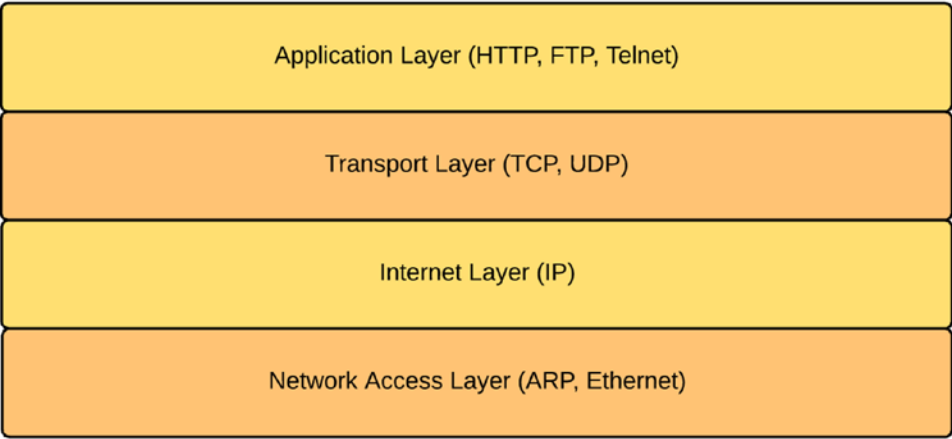 Application Layer (HTTP, FTP, Telnet)
Transport Layer (TCP, UDP)
Internet Layer (IP)
Network Access Layer (ARP, Ethernet)